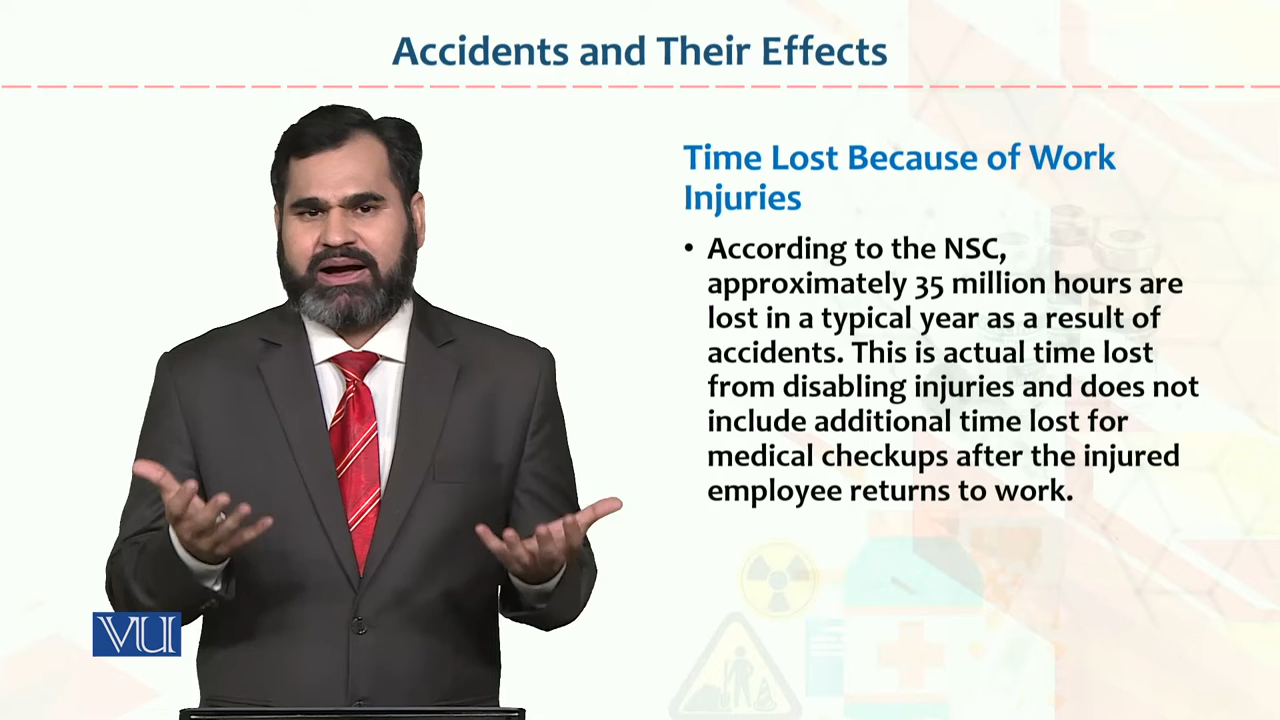 Accidents and Their Effects
Time Lost Because of Work
Injuries
• According to the NSC,
approximately 35 million hours are
lost in a typical year as a result of
accidents. This is actual time lost
from disabling injuries and does not
include additional time lost for
medical checkups after the injured
employee returns to work.
VU